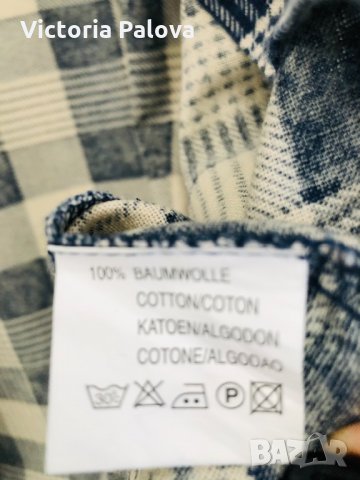 Victoria Palova
100% BAUMWOLLE
COTTON/COTON
KATOEN/ALGODON
COTONE/ALGODAO
30° P
BAZAR